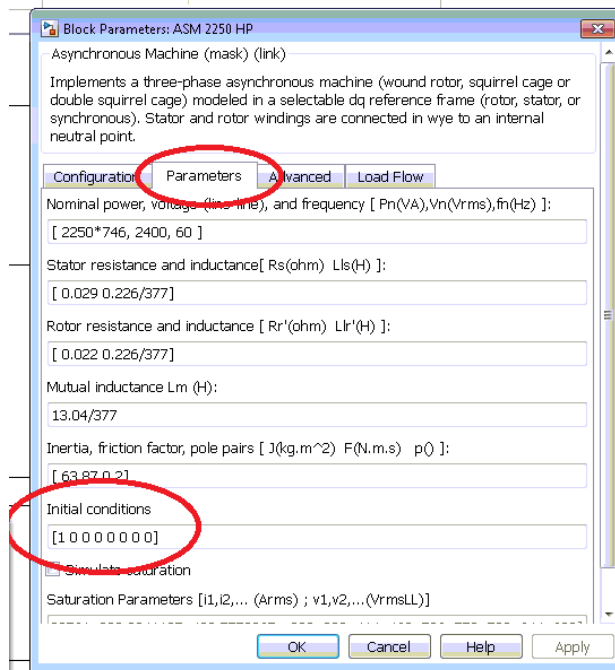 Block Parameters: ASM 2250 HP
Asynchronous Machine (mask) (link)
Implements a three-phase asynchronous machine (wound rotor, squirrel cage or
double squirrel cage) modeled in a selectable dq reference frame (rotor, stator, or
synchronous). Stator and rotor windings are connected in wye to an internal
neutral point.
Configuration Parameters Advanced Load Flow
Nominal power, voltage (line-line), and frequency [ Pn(VA),Vn(Vrms),fn(Hz) ]:
[ 2250*746, 2400, 60 ]
Stator resistance and inductance[ Rs(ohm) Lls(H) ]:
[ 0.029 0.226/377]
Rotor resistance and inductance [ Rr'(ohm) Llr'(H) ]:
[ 0.022 0.226/377]
Mutual inductance Lm (H):
13.04/377
Inertia, friction factor, pole pairs [ J(kg.m^2) F(N.m.s) p() ]:
[ 63.87 0 2]
Initial conditions
[1 0 0 0 0 0 0 0]
Simulate saturation
Saturation Parameters [i1,i2,... (Arms) ; v1,v2,...(VrmsLL)]
OK Cancel Help Apply